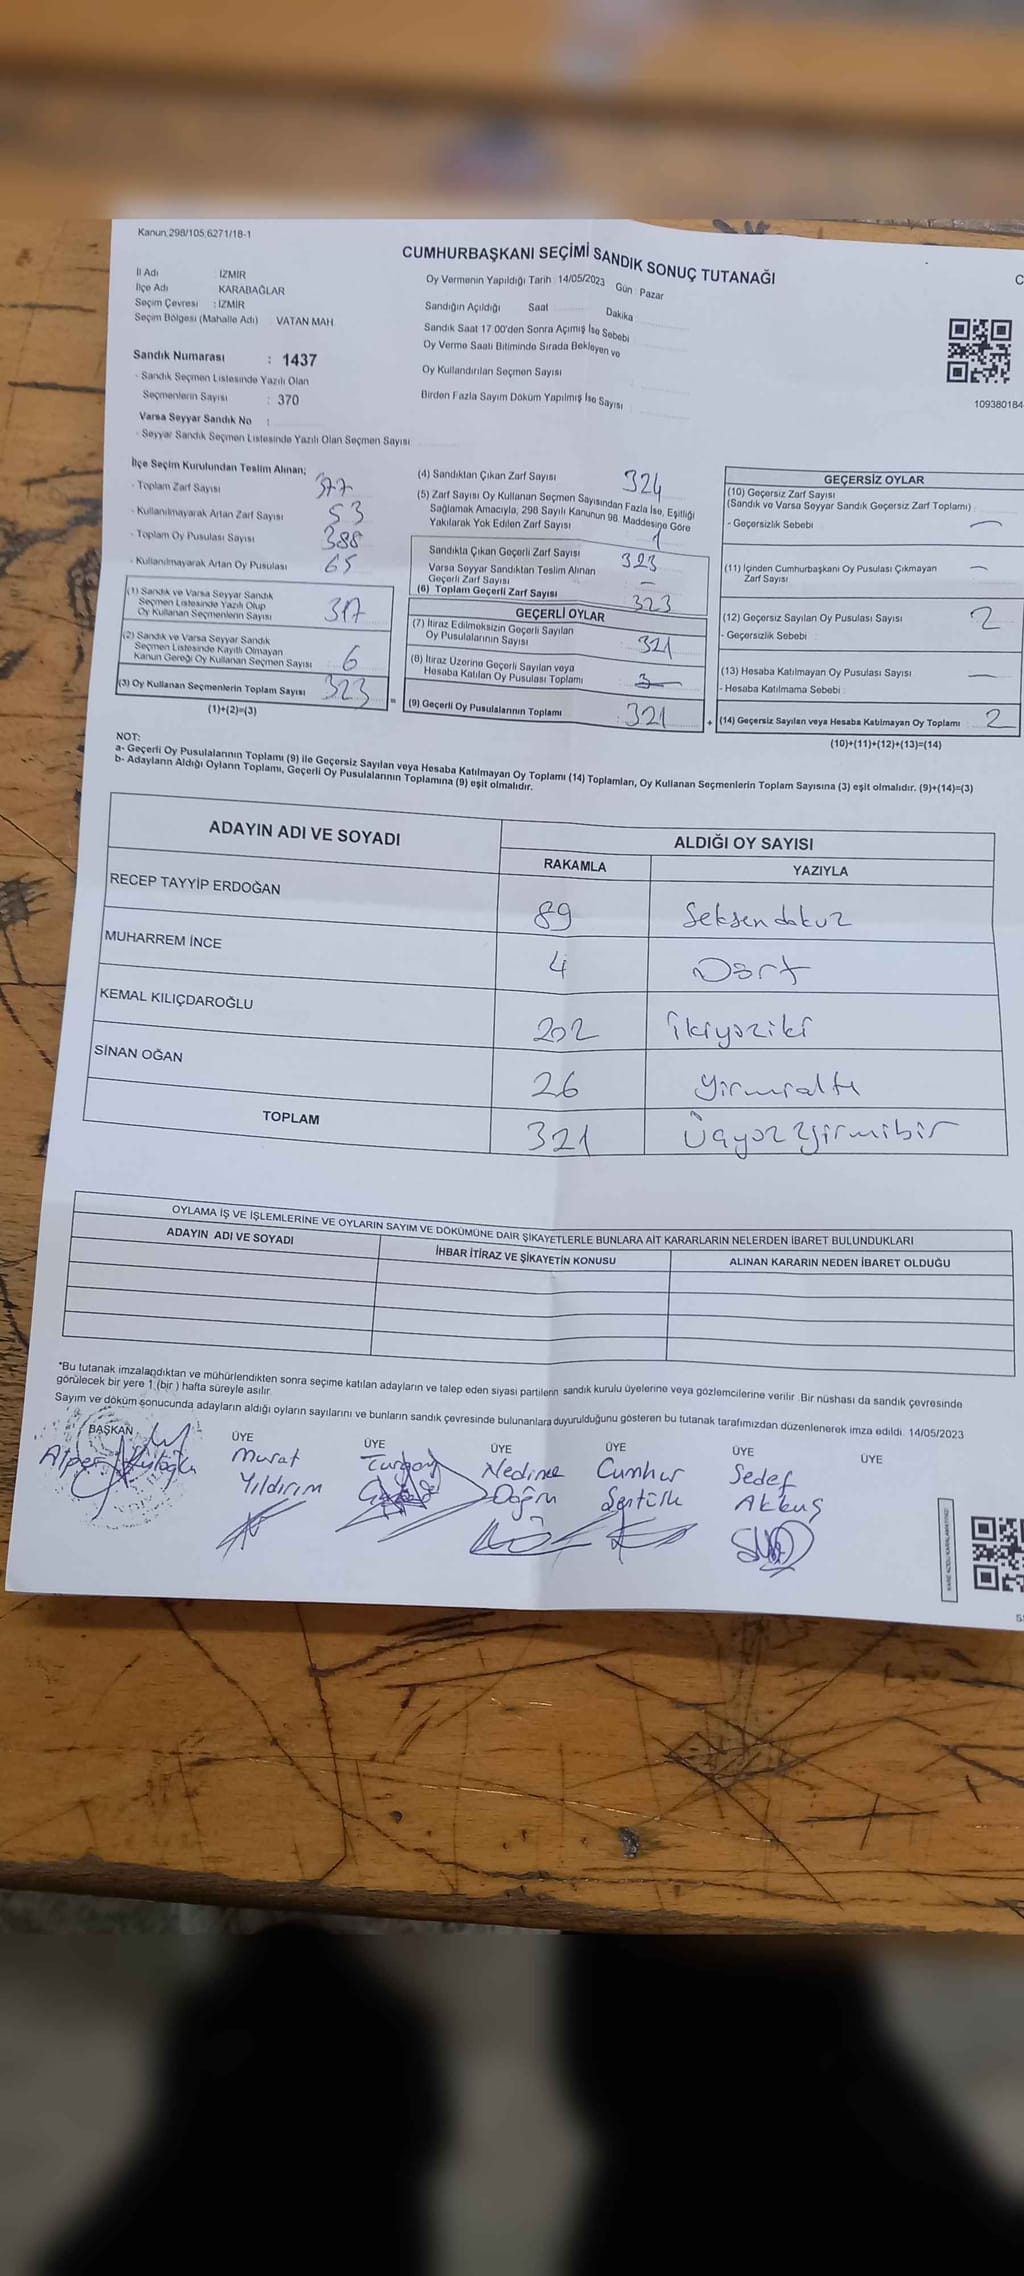 Kanun,298/105,6271/18-1
CUMHURBAŞKANI SEÇİMİ SANDIK SONUÇ TUTANAĞI
İl Adı İZMİR
İlçe Adı KARABAĞLAR
Seçim Çevresi : İZMİR
Seçim Bölgesi (Mahalle Adı) VATAN MAH
Oy Vermenin Yapıldığı Tarih 14/05/2023 Gün : Pazar
Sandığın Açıldığı Saat Dakika
Sandık Saat 17 00'den Sonra Açılmış İse Sebebi
Oy Verme Saati Bitiminde Sırada Bekleyen ve
Oy Kullandırılan Seçmen Sayısı
Birden Fazla Sayım Döküm Yapılmış İse Sayısı
109380184
Sandık Numarası : 1437
- Sandık Seçmen Listesinde Yazılı Olan
Seçmenlerin Sayısı : 370
Varsa Seyyar Sandık No :
- Seyyar Sandık Seçmen Listesinde Yazılı Olan Seçmen Sayısı
İlçe Seçim Kurulundan Teslim Alınan;
- Toplam Zarf Sayısı 377
- Kullanılmayarak Artan Zarf Sayısı 53
- Toplam Oy Pusulası Sayısı 388
- Kullanılmayarak Artan Oy Pusulası 65
(1) Sandık ve Varsa Seyyar Sandık
Seçmen Listesinde Yazılı Olup
Oy Kullanan Seçmenlerin Sayısı 317
(2) Sandık ve Varsa Seyyar Sandık
Seçmen Listesinde Kayıtlı Olmayan
Kanun Gereği Oy Kullanan Seçmen Sayısı 6
(3) Oy Kullanan Seçmenlerin Toplam Sayısı 323
(1)+(2)=(3)
(4) Sandıktan Çıkan Zarf Sayısı 324
(5) Zarf Sayısı Oy Kullanan Seçmen Sayısından Fazla İse, Eşitliği
Sağlamak Amacıyla, 298 Sayılı Kanunun 98. Maddesine Göre
Yakılarak Yok Edilen Zarf Sayısı 1
Sandıkta Çıkan Geçerli Zarf Sayısı 323
Varsa Seyyar Sandıktan Teslim Alınan
Geçerli Zarf Sayısı –
(6) Toplam Geçerli Zarf Sayısı 323
GEÇERLİ OYLAR
(7) İtiraz Edilmeksizin Geçerli Sayılan
Oy Pusulalarının Sayısı 321
(8) İtiraz Üzerine Geçerli Sayılan veya
Hesaba Katılan Oy Pusulası Toplamı
= (9) Geçerli Oy Pusulalarının Toplamı 321
GEÇERSİZ OYLAR
(10) Geçersiz Zarf Sayısı
(Sandık ve Varsa Seyyar Sandık Geçersiz Zarf Toplamı) :
- Geçersizlik Sebebi –
(11) İçinden Cumhurbaşkanı Oy Pusulası Çıkmayan
Zarf Sayısı –
(12) Geçersiz Sayılan Oy Pusulası Sayısı 2
- Geçersizlik Sebebi
(13) Hesaba Katılmayan Oy Pusulası Sayısı –
- Hesaba Katılmama Sebebi
+ (14) Geçersiz Sayılan veya Hesaba Katılmayan Oy Toplamı 2
(10)+(11)+(12)+(13)=(14)
NOT:
a- Geçerli Oy Pusulalarının Toplamı (9) ile Geçersiz Sayılan veya Hesaba Katılmayan Oy Toplamı (14) Toplamları, Oy Kullanan Seçmenlerin Toplam Sayısına (3) eşit olmalıdır. (9)+(14)=(3)
b- Adayların Aldığı Oyların Toplamı, Geçerli Oy Pusulalarının Toplamına (9) eşit olmalıdır.
ADAYIN ADI VE SOYADI ALDIĞI OY SAYISI
RAKAMLA YAZIYLA
RECEP TAYYİP ERDOĞAN 89 Seksendokuz
MUHARREM İNCE 4 Dört
KEMAL KILIÇDAROĞLU 202 ikiyüziki
SİNAN OĞAN 26 yirmialtı
TOPLAM 321 Üçyüz yirmibir
OYLAMA İŞ VE İŞLEMLERİNE VE OYLARIN SAYIM VE DÖKÜMÜNE DAİR ŞİKAYETLERLE BUNLARA AİT KARARLARIN NELERDEN İBARET BULUNDUKLARI
ADAYIN ADI VE SOYADI İHBAR İTİRAZ VE ŞİKAYETİN KONUSU ALINAN KARARIN NEDEN İBARET OLDUĞU
*Bu tutanak imzalandıktan ve mühürlendikten sonra seçime katılan adayların ve talep eden siyasi partilerin sandık kurulu üyelerine veya gözlemcilerine verilir. Bir nüshası da sandık çevresinde
görülecek bir yere 1 (bir ) hafta süreyle asılır.
Sayım ve döküm sonucunda adayların aldığı oyların sayılarını ve bunların sandık çevresinde bulunanlara duyurulduğunu gösteren bu tutanak tarafımızdan düzenlenerek imza edildi. 14/05/2023
BAŞKAN ÜYE ÜYE ÜYE ÜYE ÜYE ÜYE
Alper Murat Turgay Nedime Cumhur Sedef
Yıldırım Doğru Şentürk Akkuş